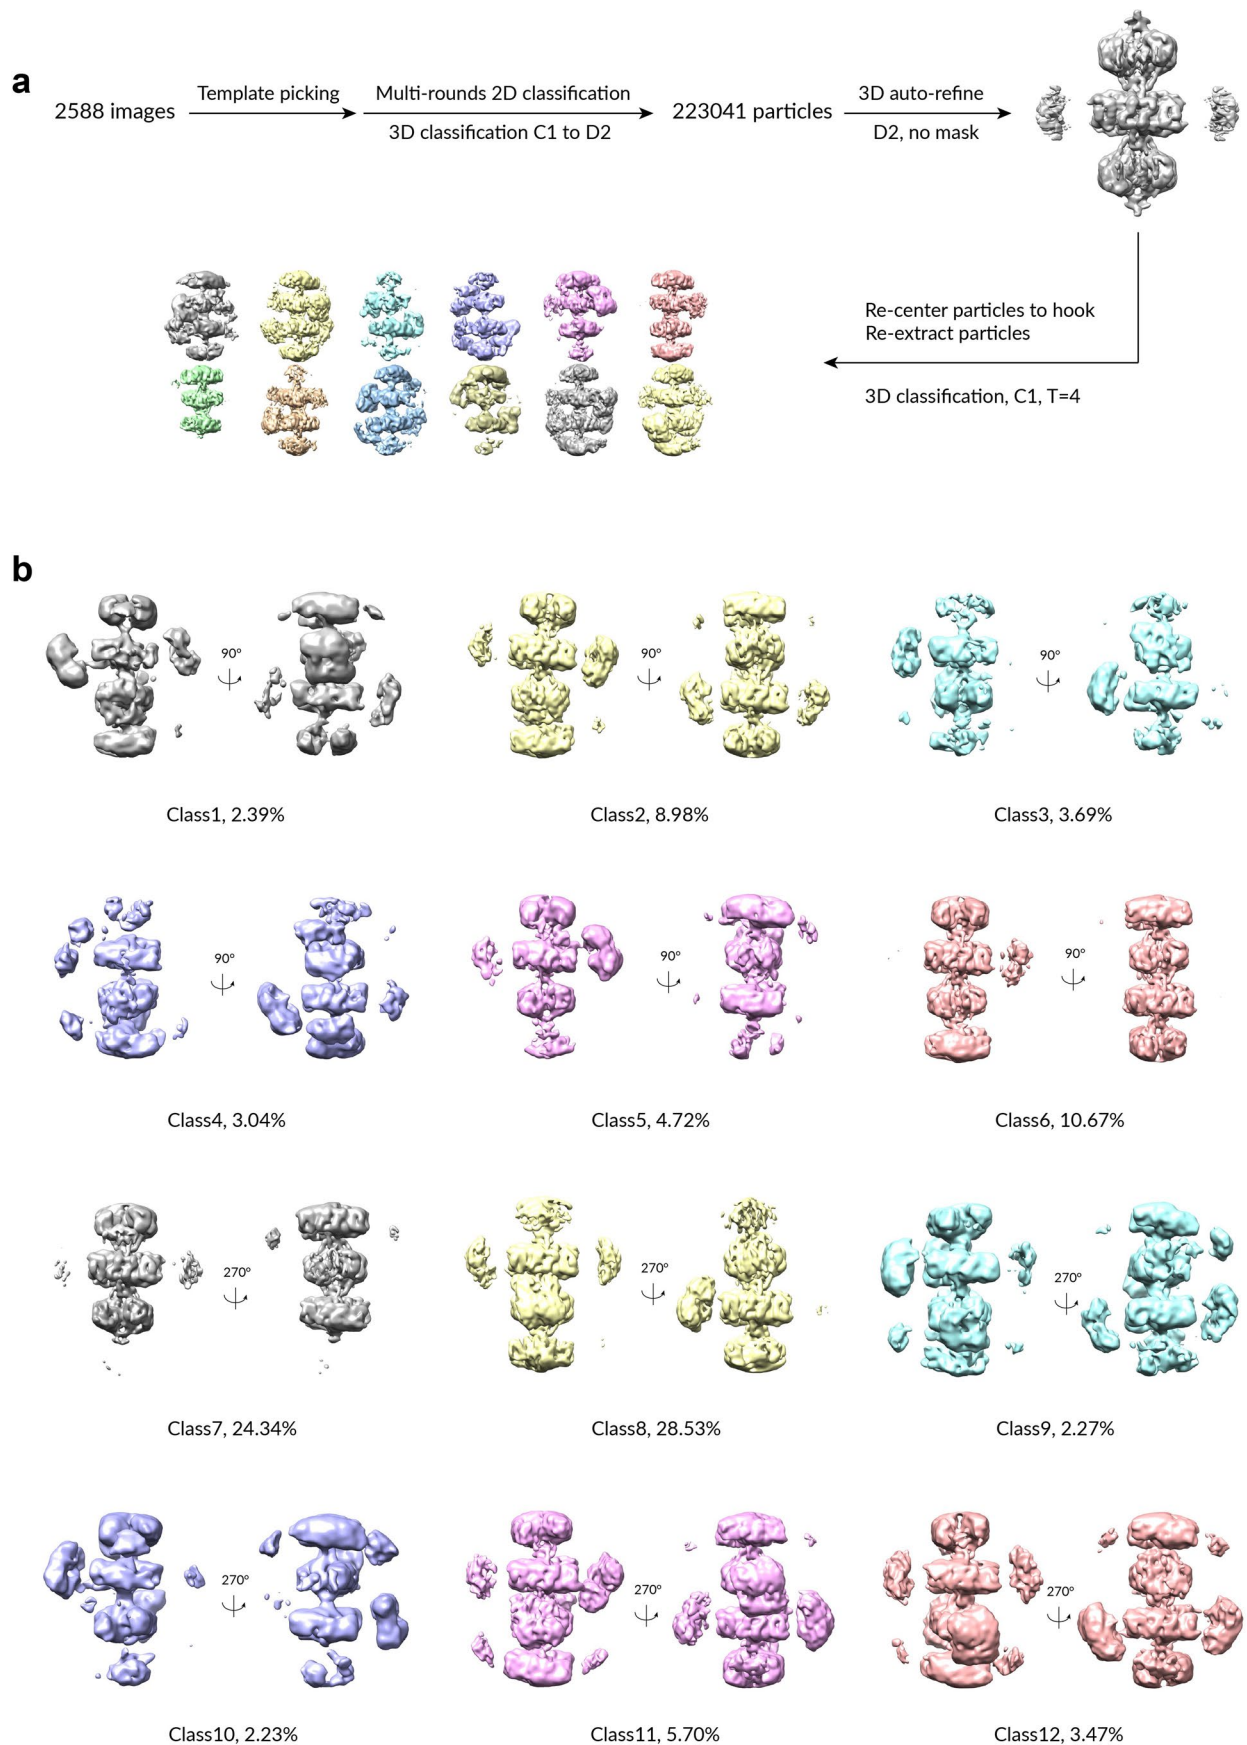 a
2588 images
Template picking
Multi-rounds 2D classification
3D classification C1 to D2
223041 particles
3D auto-refine
D2, no mask
Re-center particles to hook
Re-extract particles
3D classification, C1, T=4
b
90°
90°
90°
Class1, 2.39%
Class2, 8.98%
Class3, 3.69%
90°
90°
90°
Class4, 3.04%
Class5, 4.72%
Class6, 10.67%
270°
270°
270°
Class7, 24.34%
Class8, 28.53%
Class9, 2.27%
270°
270°
270°
Class10, 2.23%
Class11, 5.70%
Class12, 3.47%